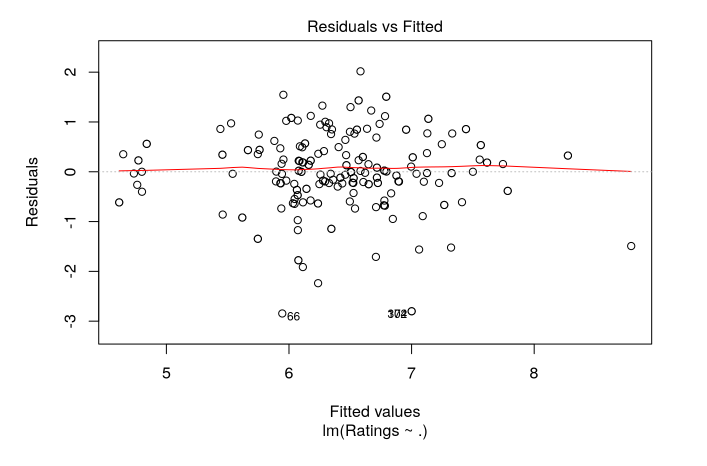 Residuals vs Fitted
Residuals
2
1
0
-1
-2
-3
66
5
6
7
8
Fitted values
lm(Ratings ~ .)